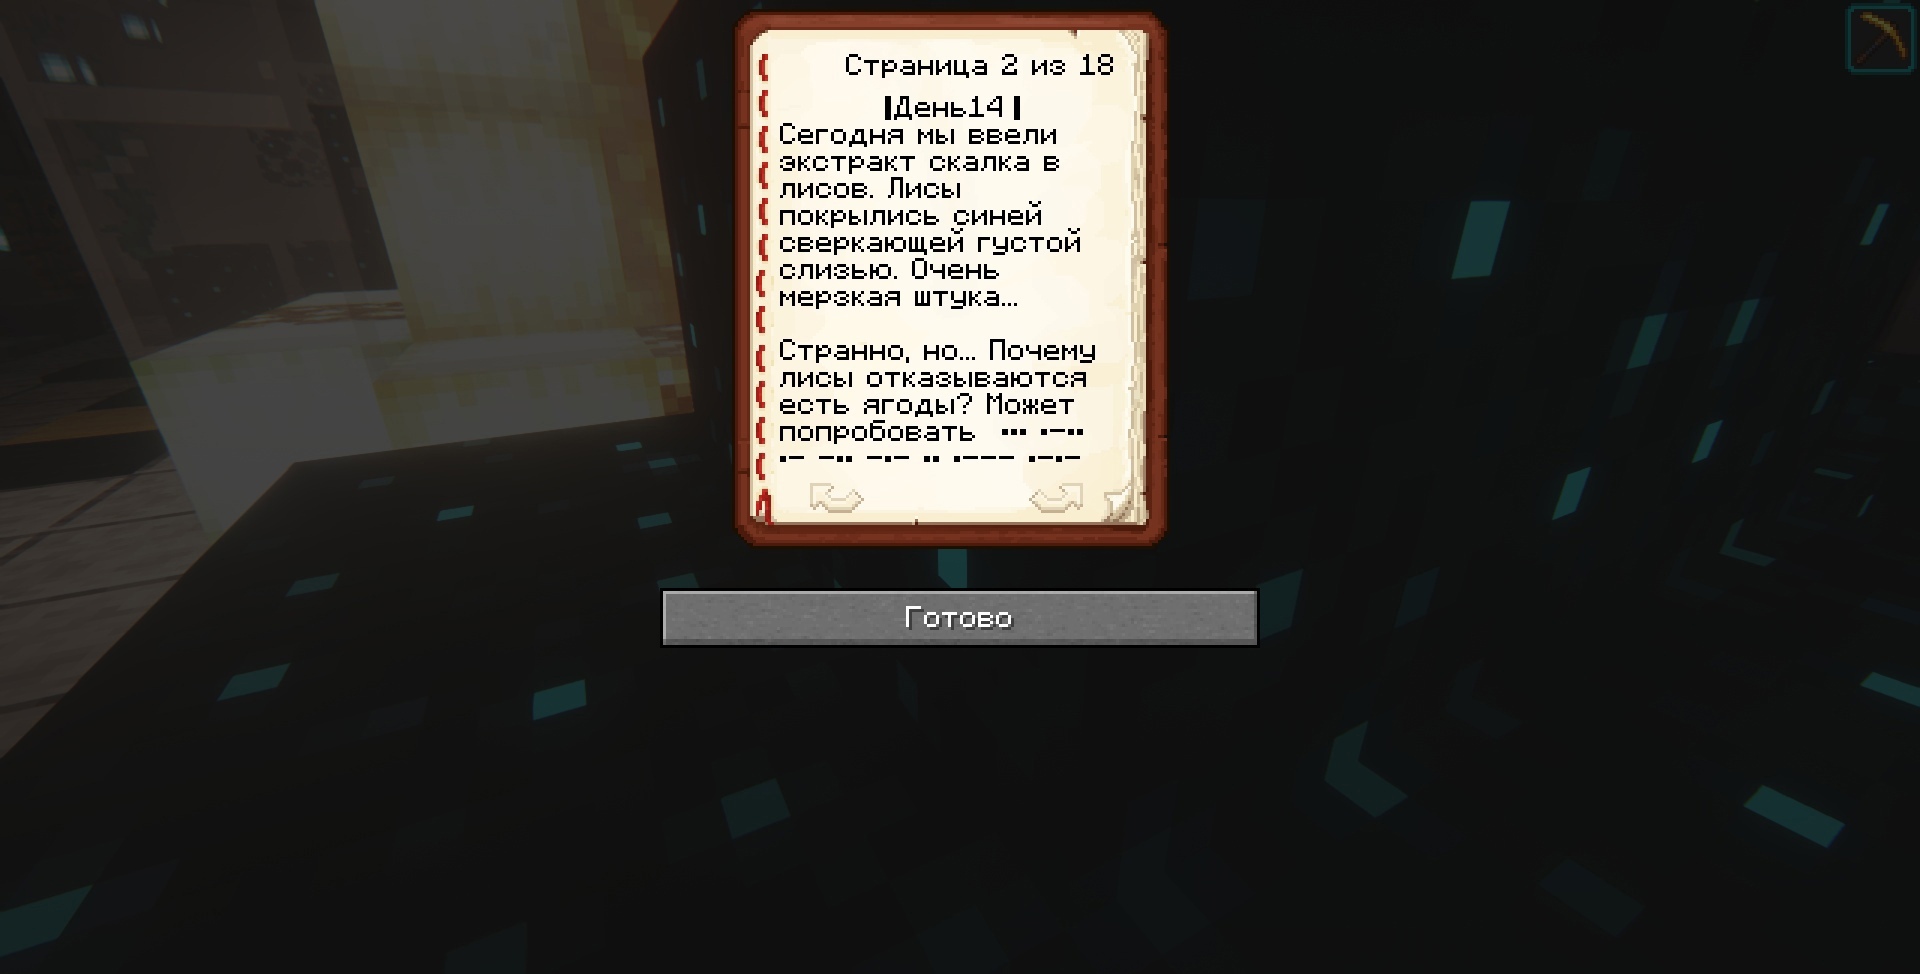 Страница 2 из 18
|День14|
Сегодня мы ввели
экстракт скалка в
лисов. Лисы
покрылись синей
сверкающей густой
слизью. Очень
мерзкая штука...
Странно, но... Почему
лисы отказываются
есть ягоды? Может
попробовать ••• •−••
•− −•• −•− •• •−−− •−•−
Готово